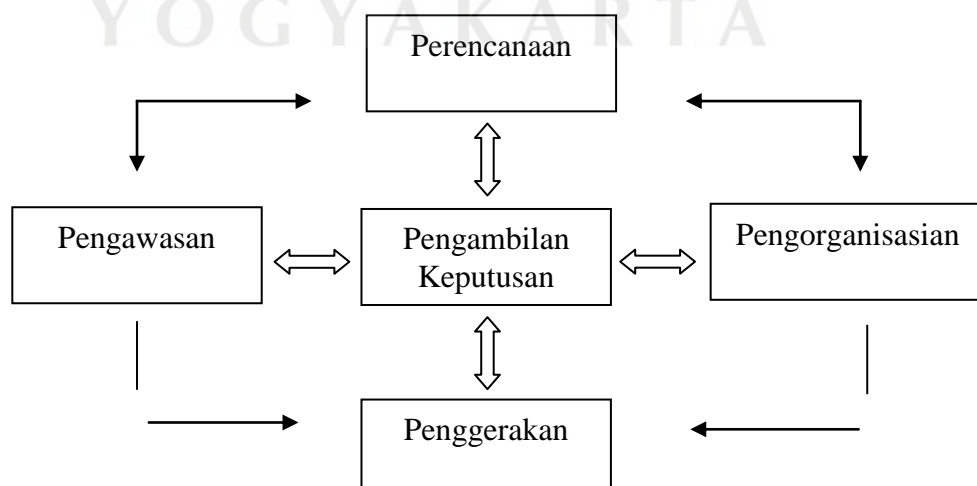 YOGYAKARTA
Perencanaan
Pengawasan
Pengambilan
Keputusan
Pengorganisasian
Penggerakan